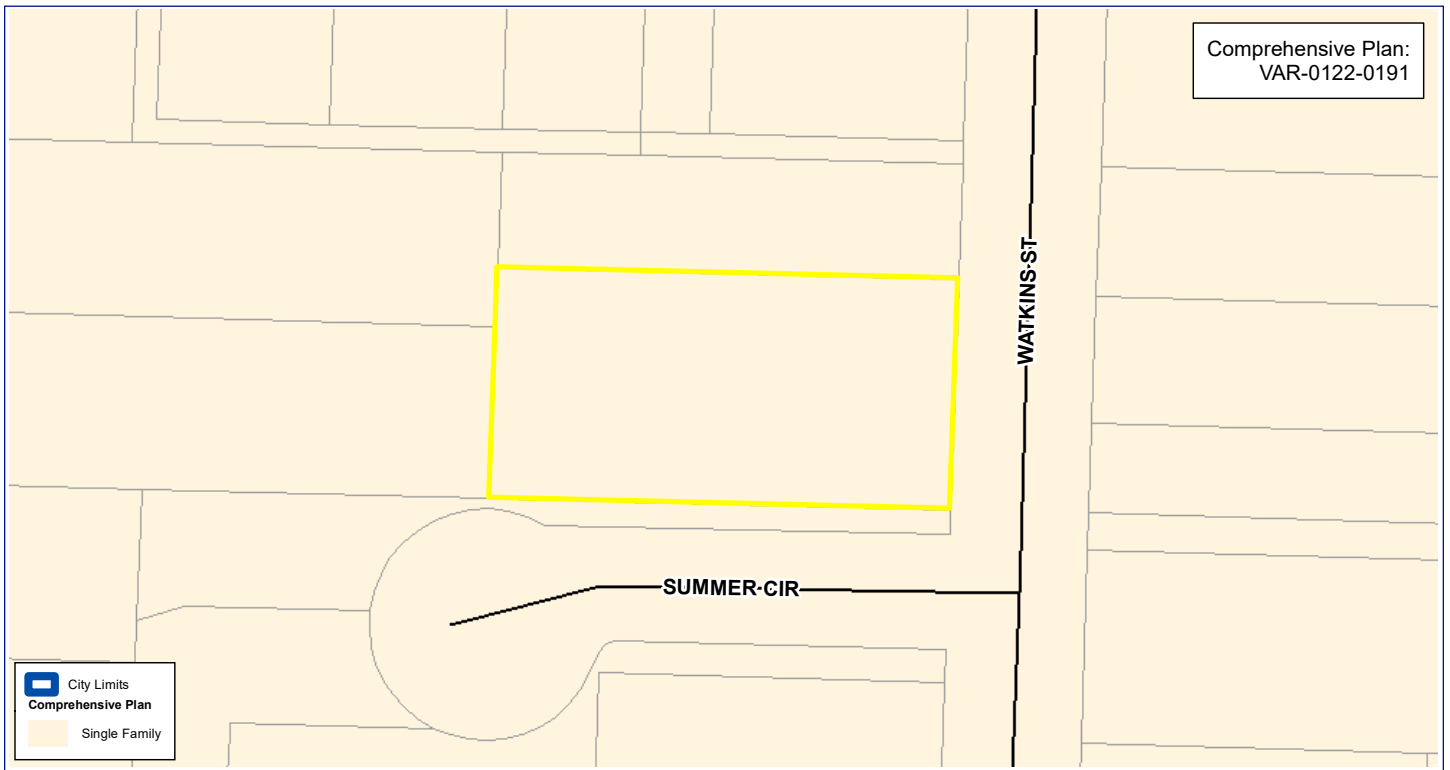 Comprehensive Plan:
VAR-0122-0191
WATKINS ST
SUMMER CIR
City Limits
Comprehensive Plan
Single Family